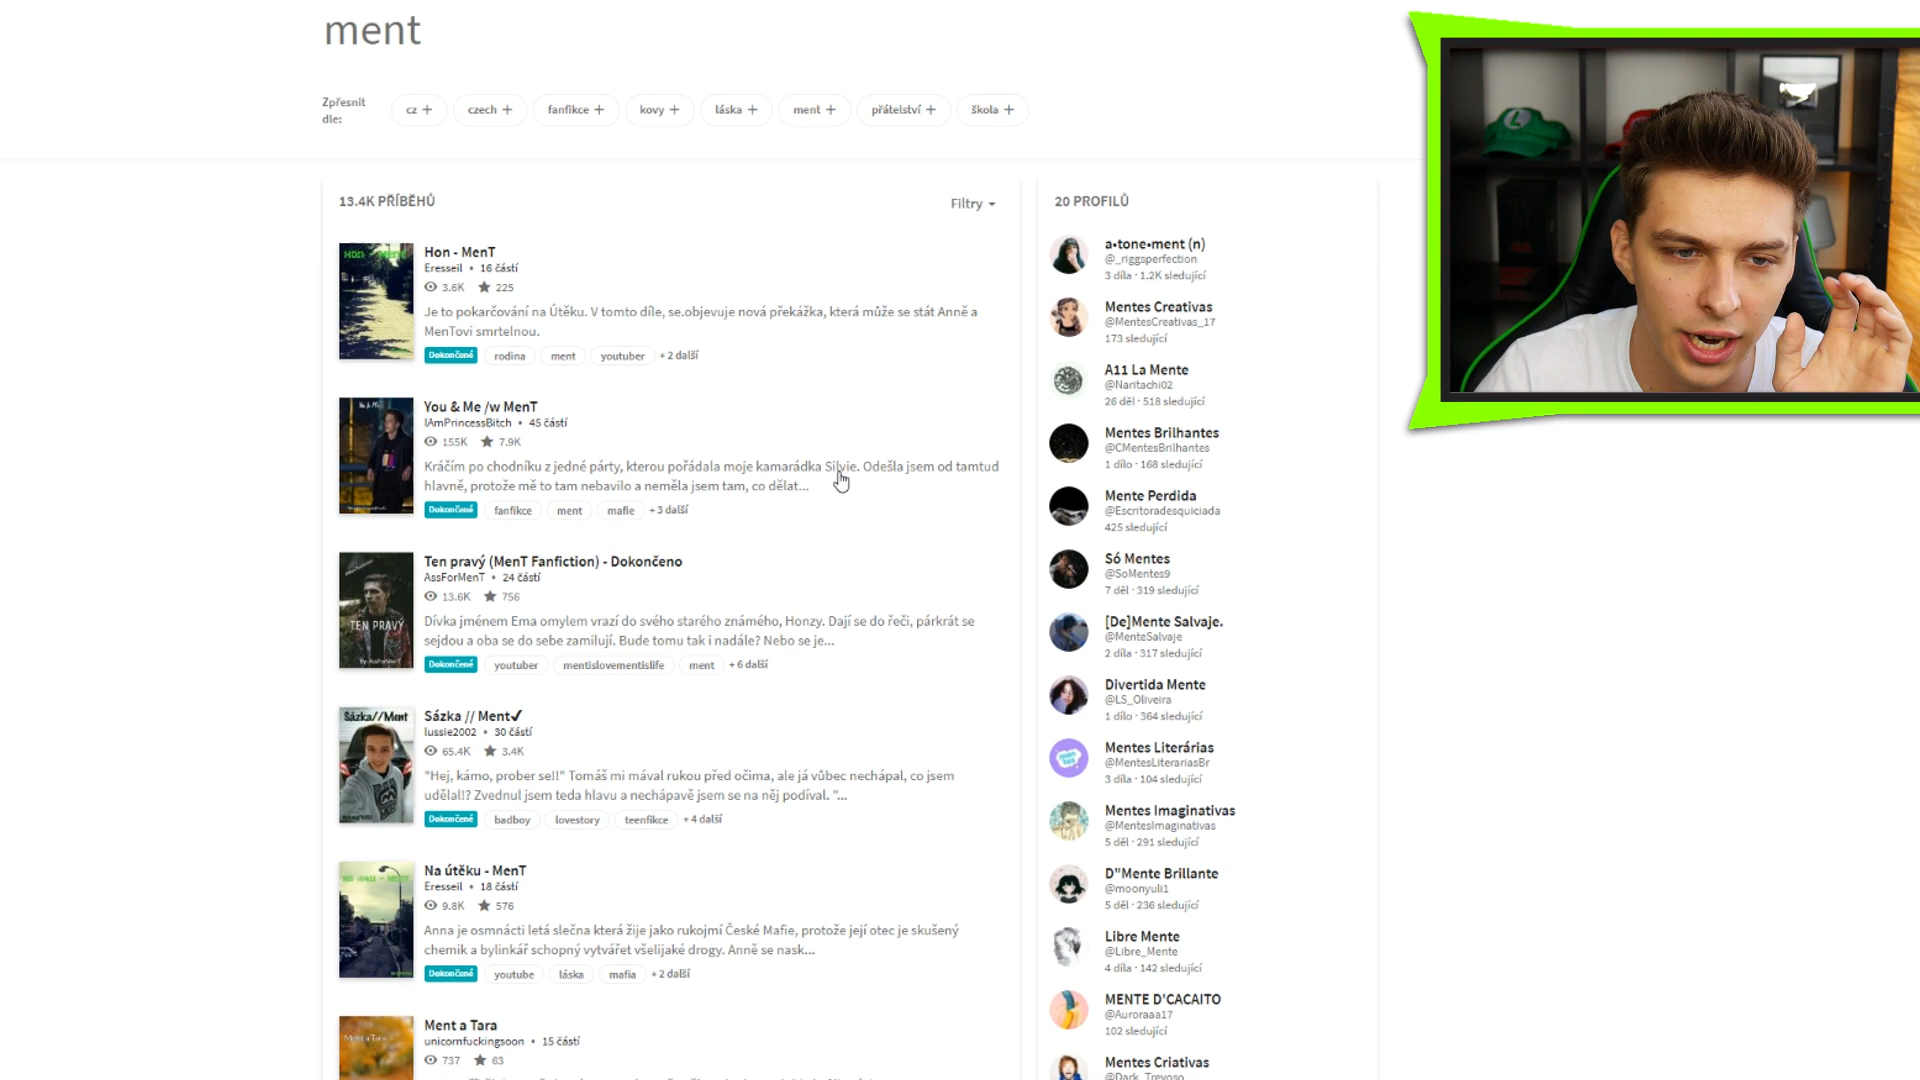 ment
Zpřesnit
dle:
cz +
czech +
fanfikce +
kovy +
láska +
ment +
přátelství +
škola +
13.4K PŘÍBĚHŮ
Filtry
Hon - MenT
Eresseil • 16 částí
3.6K 225
Je to pokarčování na Útěku. V tomto díle, se.objevuje nová překážka, která může se stát Anně a
MenTovi smrtelnou.
Dokončené rodina ment youtuber + 2 další
You & Me /w MenT
IAmPrincessBitch • 45 částí
155K 7.9K
Kráčím po chodníku z jedné párty, kterou pořádala moje kamarádka Silvie. Odešla jsem od tamtud
hlavně, protože mě to tam nebavilo a neměla jsem tam, co dělat...
Dokončené fanfikce ment mafie + 3 další
TEN PRAVÝ
By AssForMenT
Ten pravý (MenT Fanfiction) - Dokončeno
AssForMenT • 24 částí
13.6K 756
Dívka jménem Ema omylem vrazí do svého starého známého, Honzy. Dají se do řeči, párkrát se
sejdou a oba se do sebe zamilují. Bude tomu tak i nadále? Nebo se je...
Dokončené youtuber mentislovementislife ment + 6 další
Sázka//Ment
Sázka // Ment✔
lussie2002 • 30 částí
65.4K 3.4K
"Hej, kámo, prober se!!" Tomáš mi mával rukou před očima, ale já vůbec nechápal, co jsem
udělal!? Zvednul jsem teda hlavu a nechápavě jsem se na něj podíval. "...
Dokončené badboy lovestory teenfikce + 4 další
Na útěku - MenT
Eresseil • 18 částí
9.8K 576
Anna je osmnácti letá slečna která žije jako rukojmí České Mafie, protože její otec je skušený
chemik a bylinkář schopný vytvářet všelijaké drogy. Anně se nask...
Dokončené youtube láska mafia + 2 další
Ment a Tara
Ment a Tara
unicornfuckingsoon • 15 částí
737 63
20 PROFILŮ
a•tone•ment (n)
@_riggsperfection
3 díla · 1.2K sledující
Mentes Creativas
@MentesCreativas_17
173 sledující
A11 La Mente
@Naritachi02
26 děl · 518 sledující
Mentes Brilhantes
@CMentesBrilhantes
1 dílo · 168 sledující
Mente Perdida
@Escritoradesquiciada
425 sledující
Só Mentes
@SoMentes9
7 děl · 319 sledující
[De]Mente Salvaje.
@MenteSalvaje
2 díla · 317 sledující
Divertida Mente
@LS_Oliveira
1 dílo · 364 sledující
Mentes Literárias
@MentesLiterariasBr
3 díla · 104 sledující
Mentes Imaginativas
@MentesImaginativas
5 děl · 291 sledující
D"Mente Brillante
@moonyuli1
5 děl · 236 sledující
Libre Mente
@Libre_Mente
4 díla · 142 sledující
MENTE D'CACAITO
@Auroraaa17
102 sledující
Mentes Criativas
@Dark_Trevoso